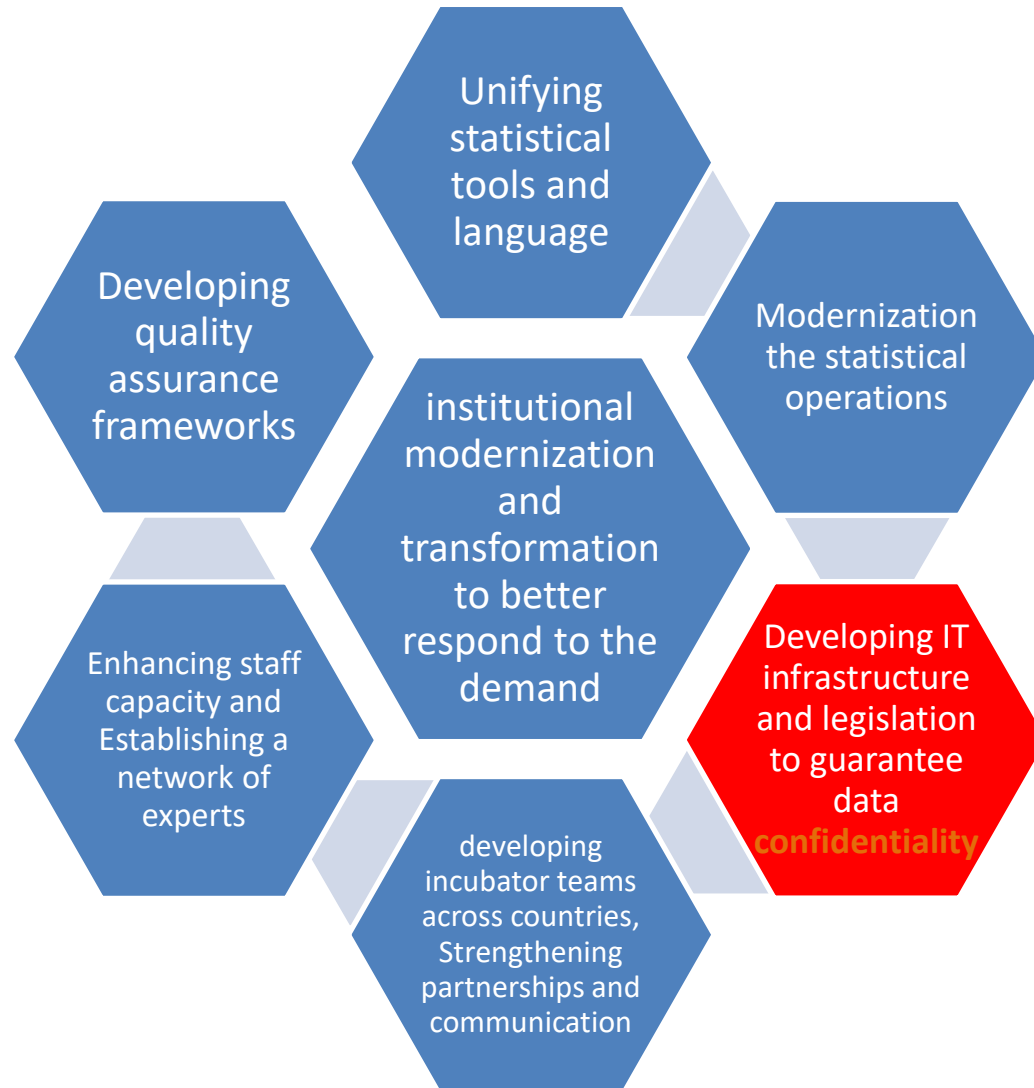 Unifying
statistical
tools and
language
Modernization
the statistical
operations
Developing IT
infrastructure
and legislation
to guarantee
data
confidentiality
developing
incubator teams
across countries,
Strengthening
partnerships and
communication
Enhancing staff
capacity and
Establishing a
network of
experts
Developing
quality
assurance
frameworks
institutional
modernization
and
transformation
to better
respond to the
demand